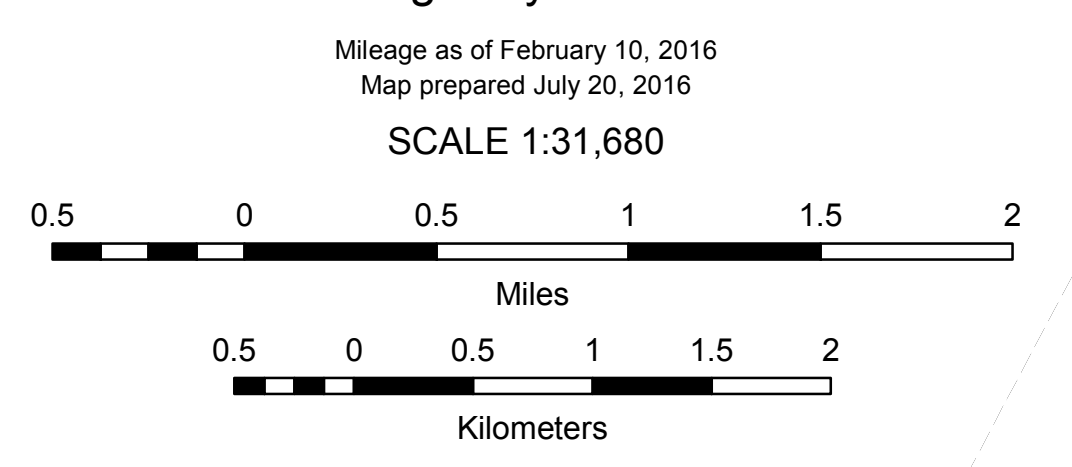 Mileage as of February 10, 2016
Map prepared July 20, 2016
SCALE 1:31,680
0.5 0 0.5 1 1.5 2
Miles
0.5 0 0.5 1 1.5 2
Kilometers